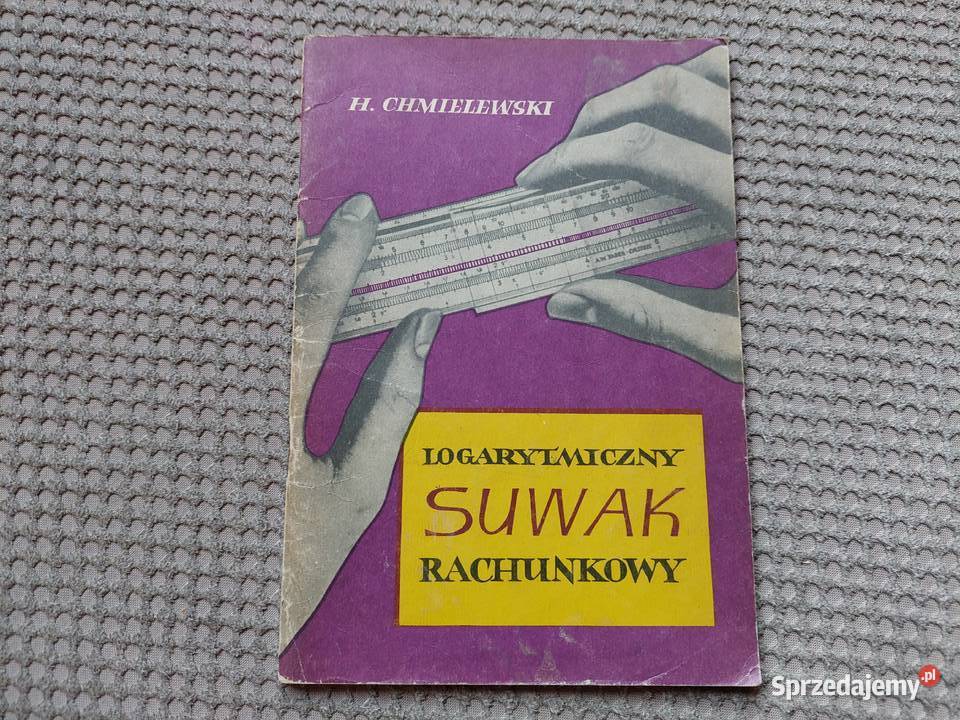 H. CHMIELEWSKI
LOGARYTMICZNY
SUWAK
RACHUNKOWY
Sprzedajemy.pl